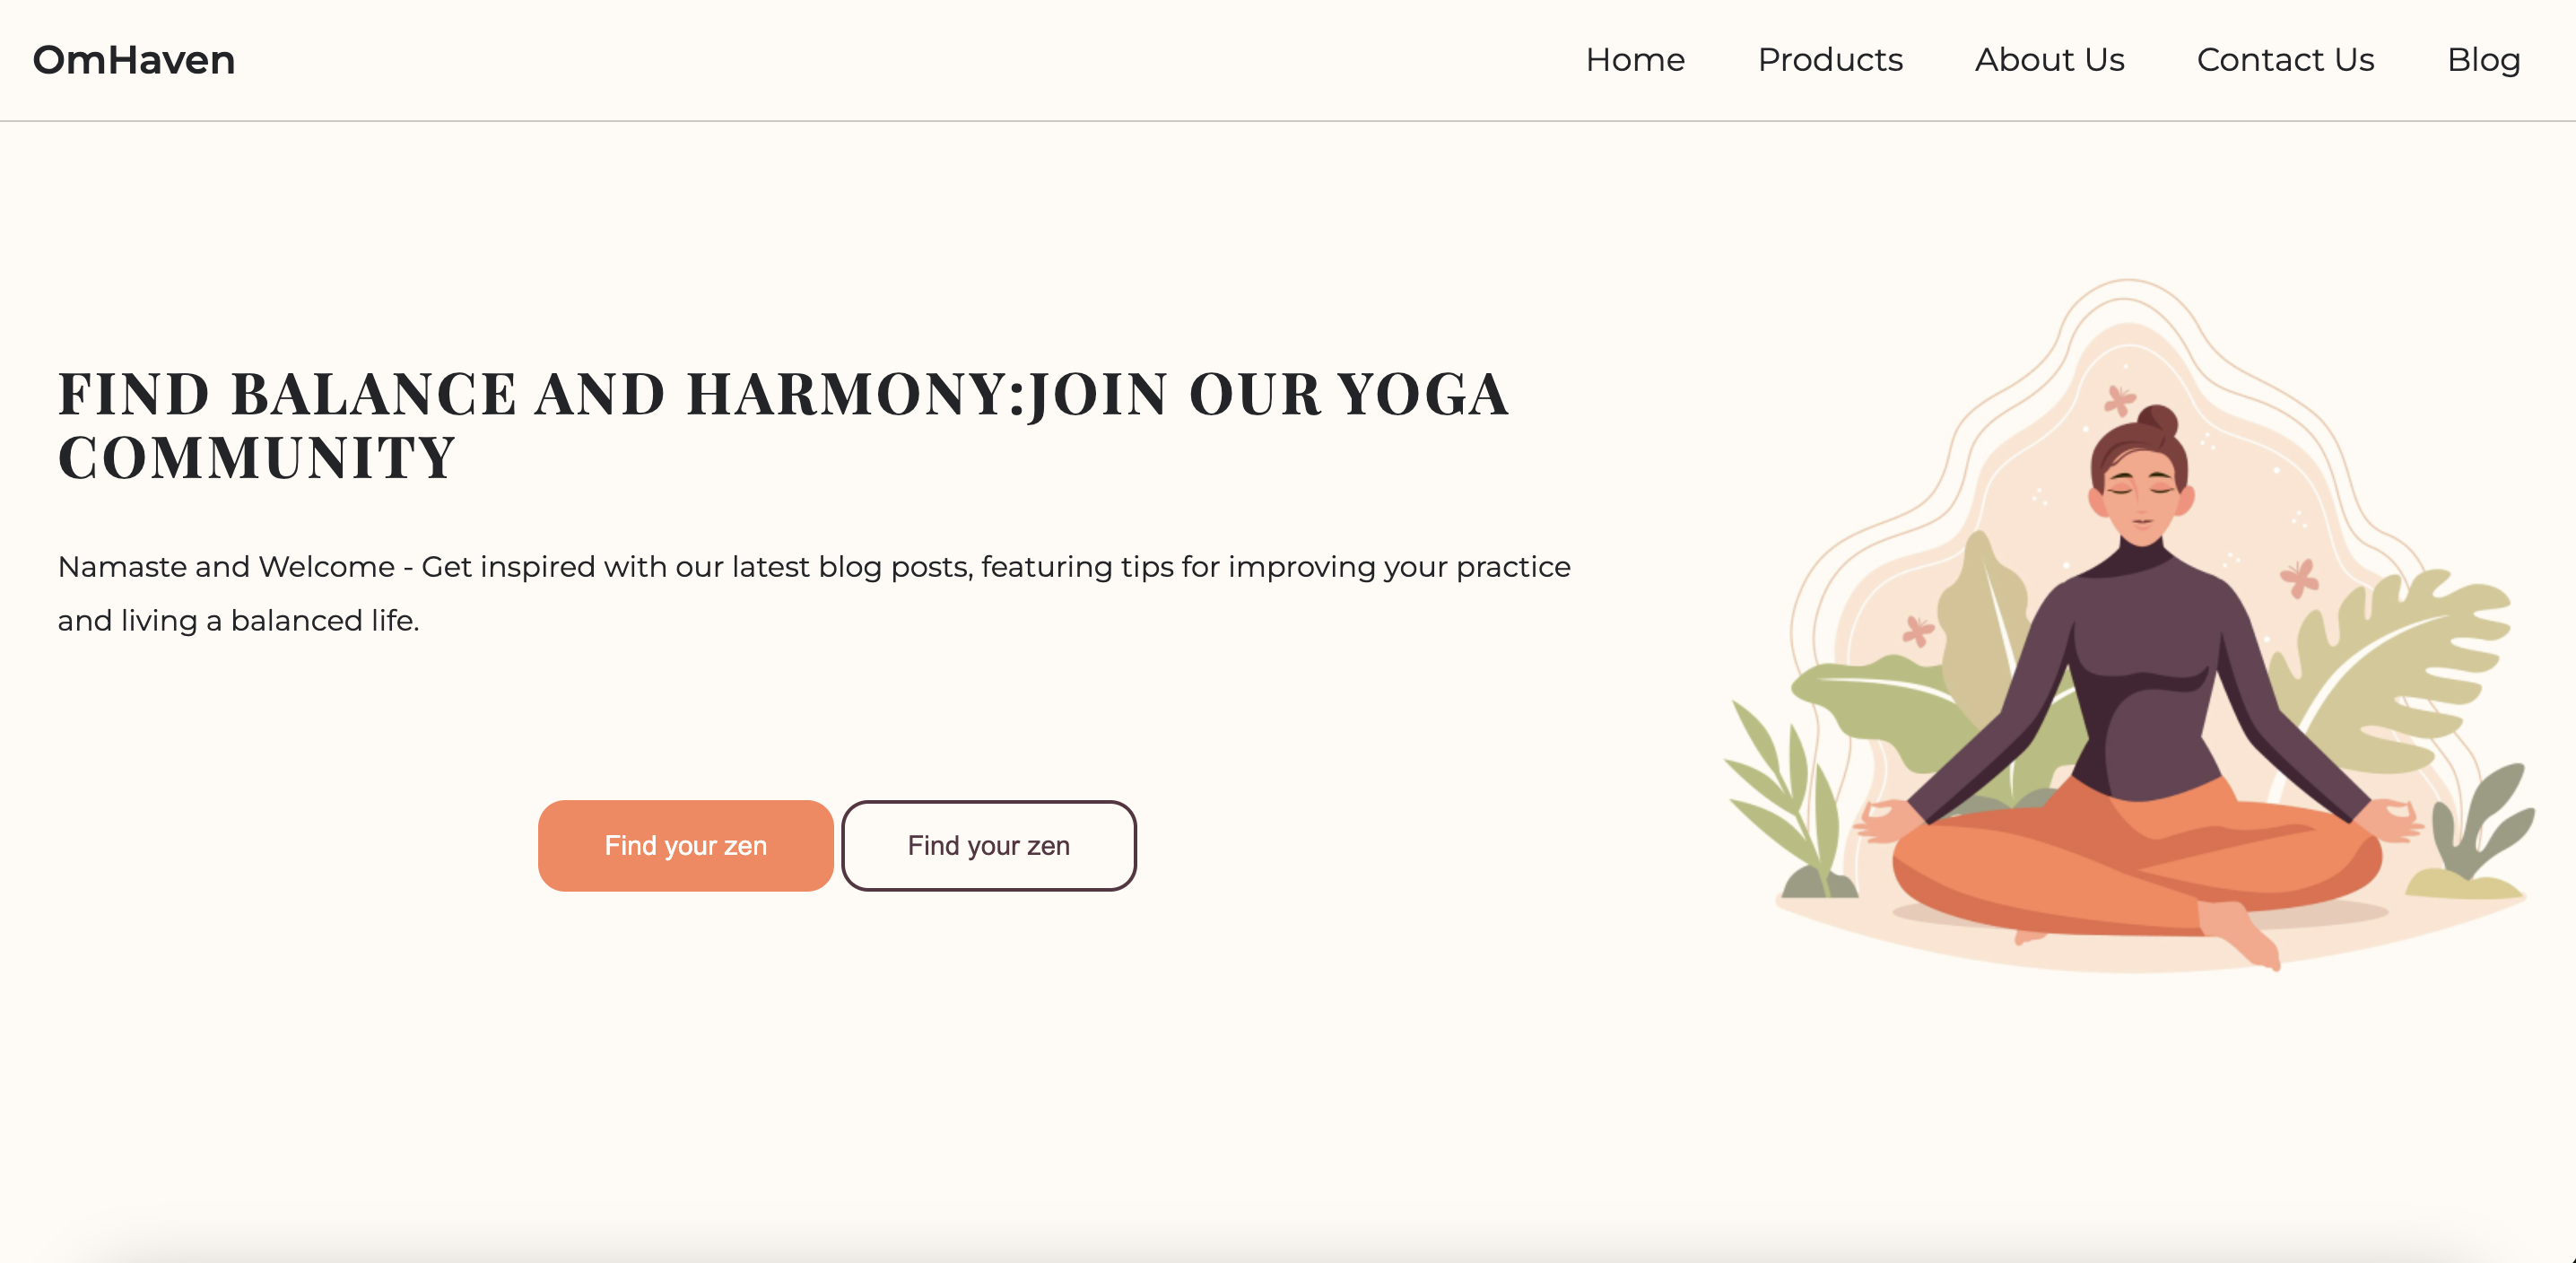 OmHaven
Home Products About Us Contact Us Blog
FIND BALANCE AND HARMONY:JOIN OUR YOGA
COMMUNITY
Namaste and Welcome - Get inspired with our latest blog posts, featuring tips for improving your practice
and living a balanced life.
Find your zen Find your zen